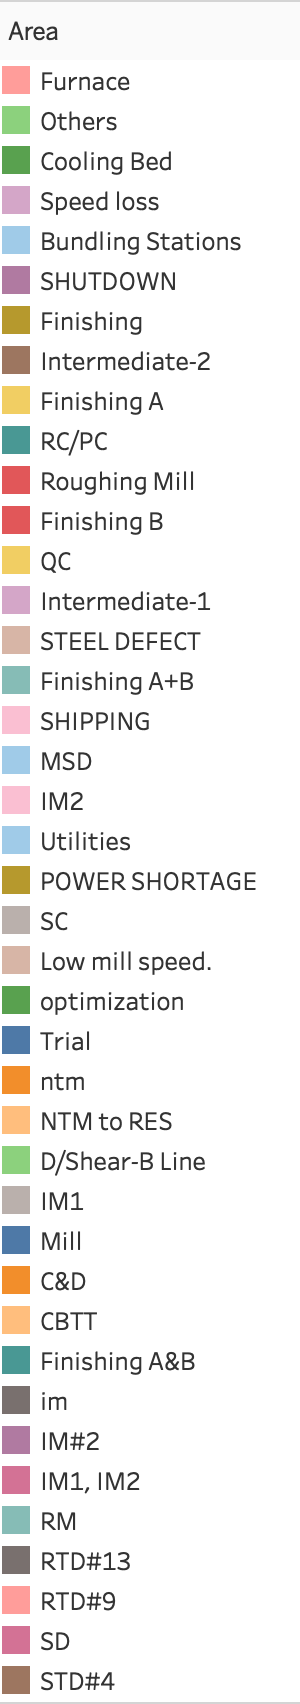 Area
Furnace
Others
Cooling Bed
Speed loss
Bundling Stations
SHUTDOWN
Finishing
Intermediate-2
Finishing A
RC/PC
Roughing Mill
Finishing B
QC
Intermediate-1
STEEL DEFECT
Finishing A+B
SHIPPING
MSD
IM2
Utilities
POWER SHORTAGE
SC
Low mill speed.
optimization
Trial
ntm
NTM to RES
D/Shear-B Line
IM1
Mill
C&D
CBTT
Finishing A&B
im
IM#2
IM1, IM2
RM
RTD#13
RTD#9
SD
STD#4